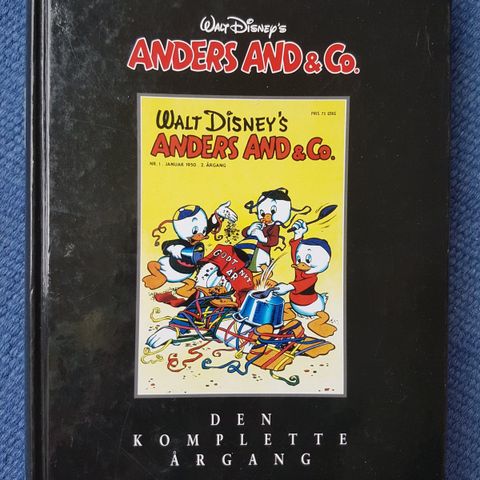 WALT DISNEY'S
ANDERS AND & CO.
PRIS 75 ØRE
WALT DISNEY'S
ANDERS AND & CO.
NR. 1 . JANUAR 1950 . 2. ÅRGANG
GODT NYT
ÅR
DEN
KOMPLETTE
ÅRGANG